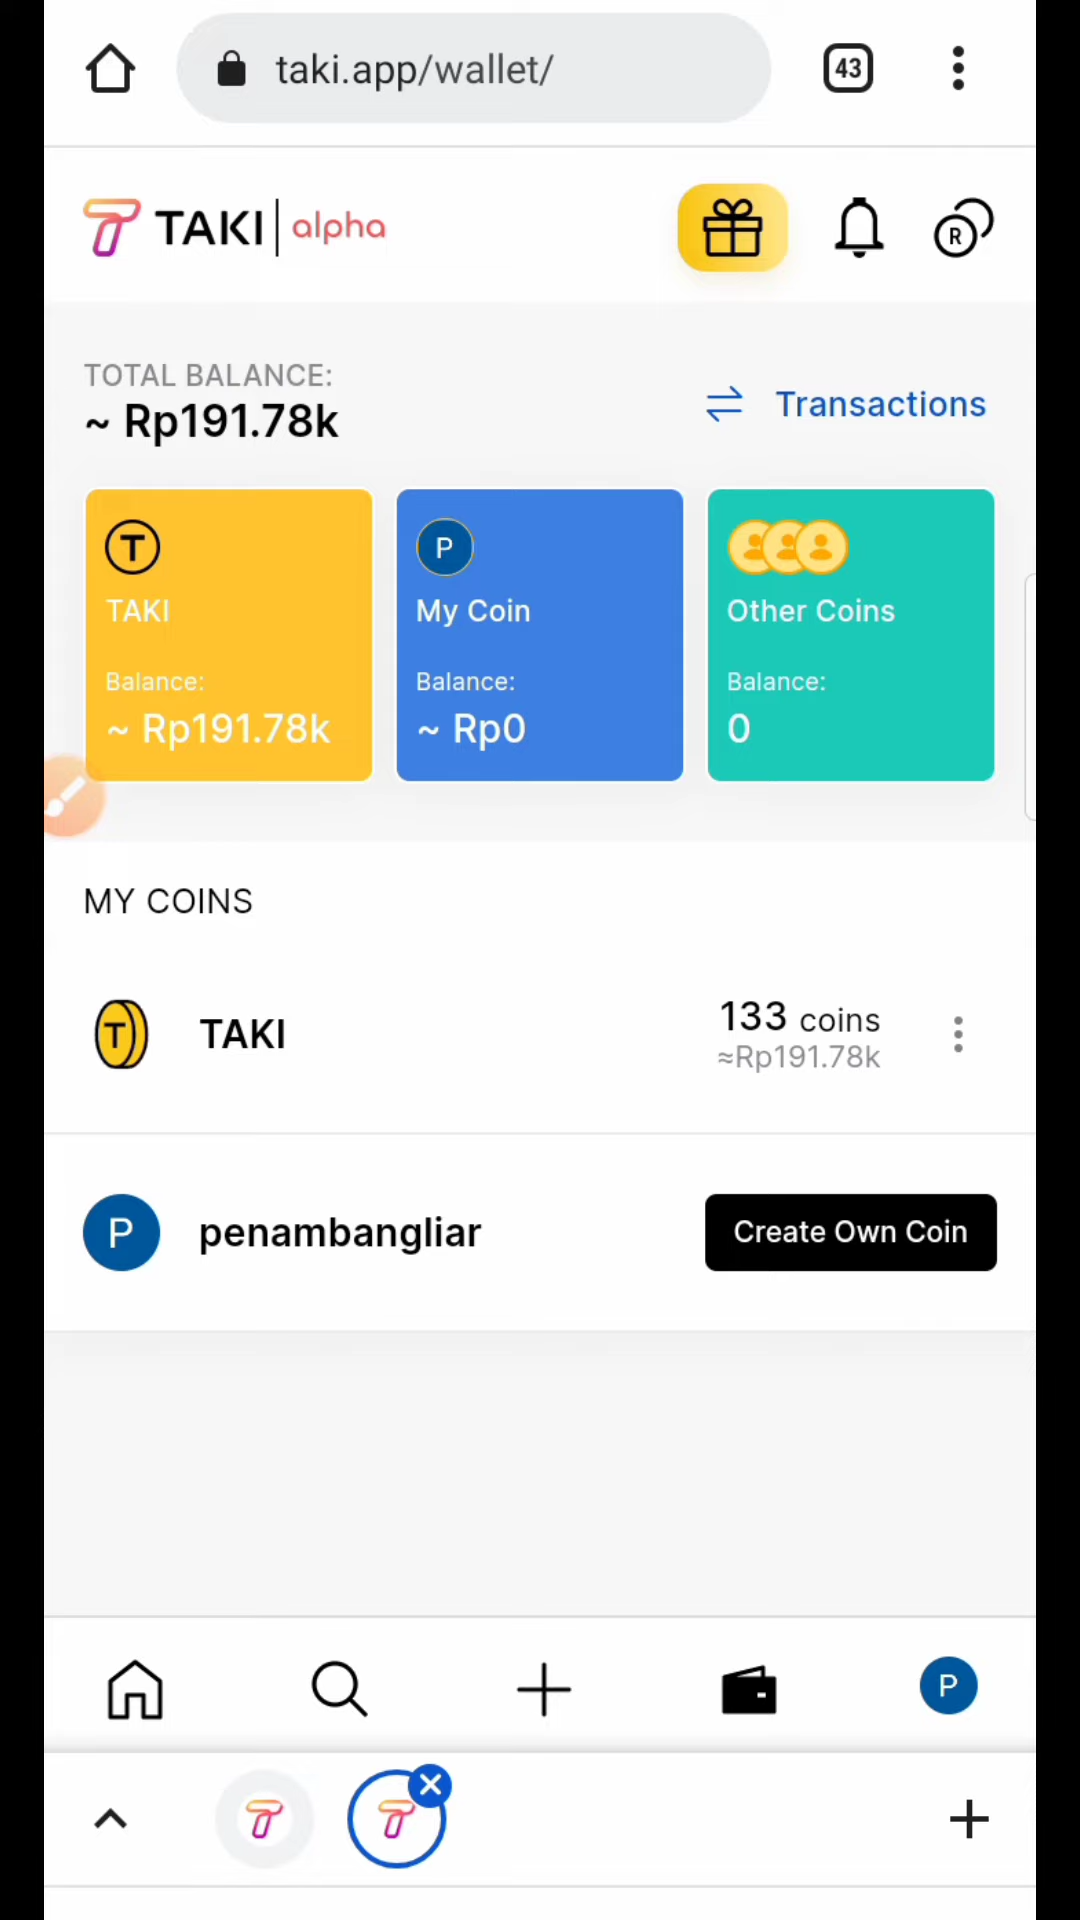 taki.app/wallet/
43
TAKI | alpha
R
TOTAL BALANCE:
~ Rp191.78k
Transactions
T
TAKI
Balance:
~ Rp191.78k
P
My Coin
Balance:
~ Rp0
Other Coins
Balance:
0
MY COINS
T
TAKI
133 coins
≈Rp191.78k
P
penambangliar
Create Own Coin
P